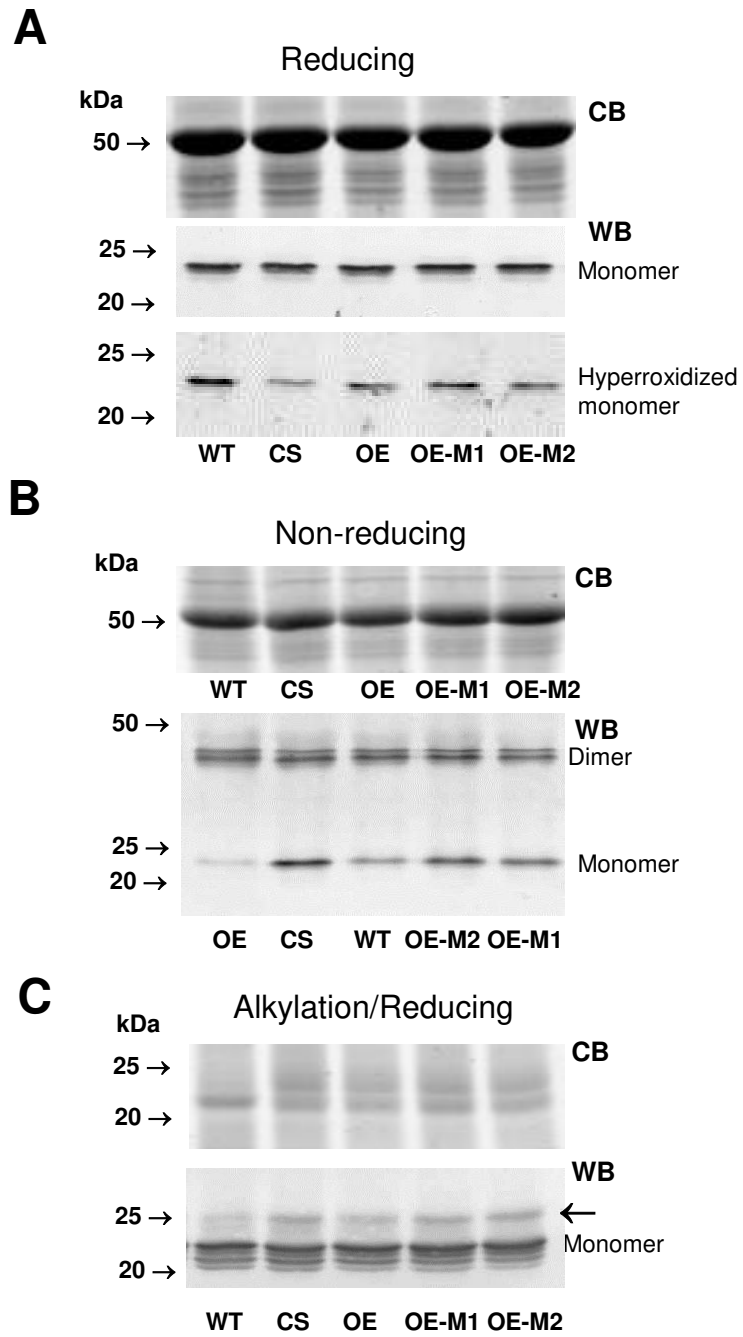 A
Reducing
kDa
CB
50 →
WB
25 →
Monomer
20 →
25 →
Hyperroxidized
monomer
20 →
WT CS OE OE-M1 OE-M2
B
Non-reducing
kDa
CB
50 →
WT CS OE OE-M1 OE-M2
50 →
WB
Dimer
25 →
Monomer
20 →
OE CS WT OE-M2 OE-M1
C
Alkylation/Reducing
kDa
CB
25 →
20 →
WB
25 →
←
Monomer
20 →
WT CS OE OE-M1 OE-M2